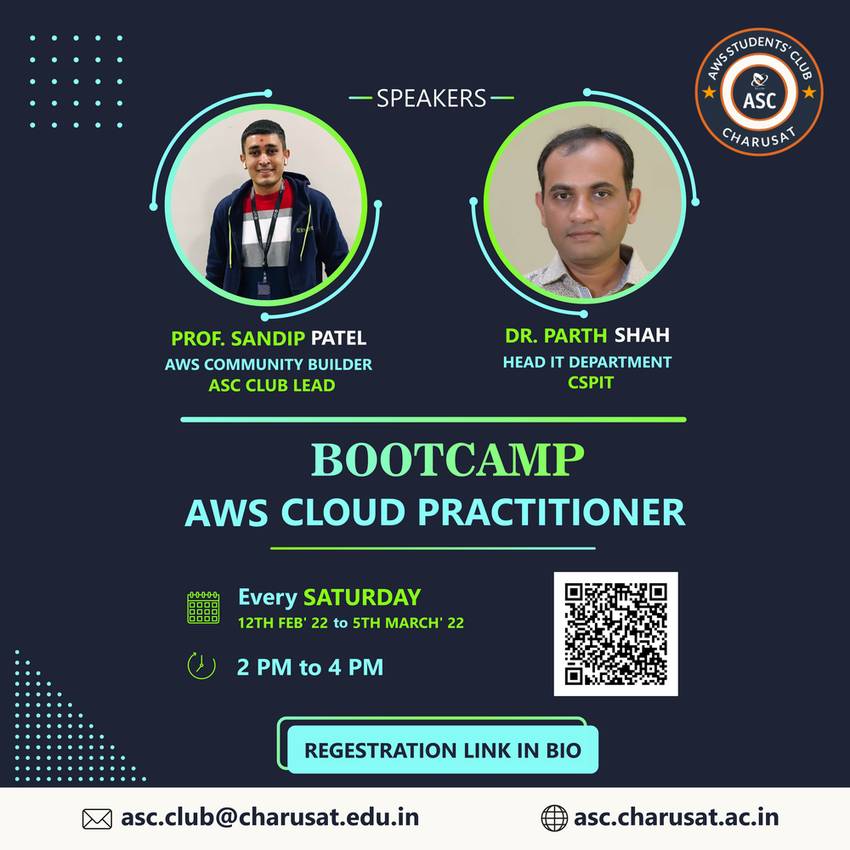 SPEAKERS
AWS STUDENTS' CLUB
ASC
CHARUSAT
PROF. SANDIP PATEL
AWS COMMUNITY BUILDER
ASC CLUB LEAD
DR. PARTH SHAH
HEAD IT DEPARTMENT
CSPIT
BOOTCAMP
AWS CLOUD PRACTITIONER
Every SATURDAY
12TH FEB' 22 to 5TH MARCH' 22
2 PM to 4 PM
REGESTRATION LINK IN BIO
asc.club@charusat.edu.in
asc.charusat.ac.in